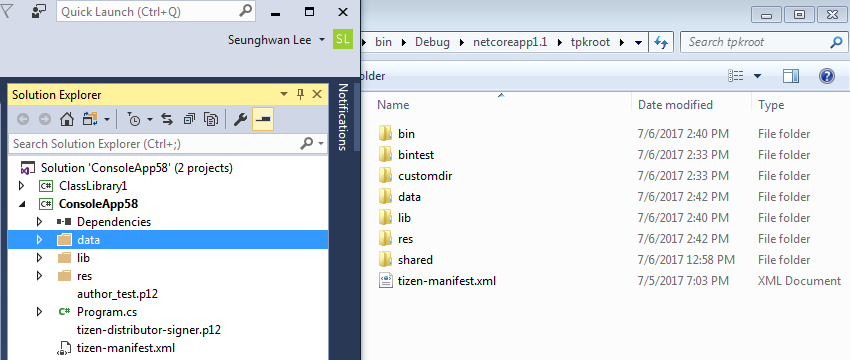 Quick Launch (Ctrl+Q)
Seunghwan Lee
SL
Solution Explorer
Search Solution Explorer (Ctrl+;)
Solution 'ConsoleApp58' (2 projects)
C# ClassLibrary1
C# ConsoleApp58
Dependencies
data
lib
res
author_test.p12
C# Program.cs
tizen-distributor-signer.p12
tizen-manifest.xml
Notifications
bin
Debug
netcoreapp1.1
tpkroot
Search tpkroot
older
Name Date modified Type
bin 7/6/2017 2:40 PM File folder
bintest 7/6/2017 2:33 PM File folder
customdir 7/6/2017 2:33 PM File folder
data 7/6/2017 2:42 PM File folder
lib 7/6/2017 2:40 PM File folder
res 7/6/2017 2:42 PM File folder
shared 7/6/2017 12:58 PM File folder
tizen-manifest.xml 7/5/2017 7:03 PM XML Document